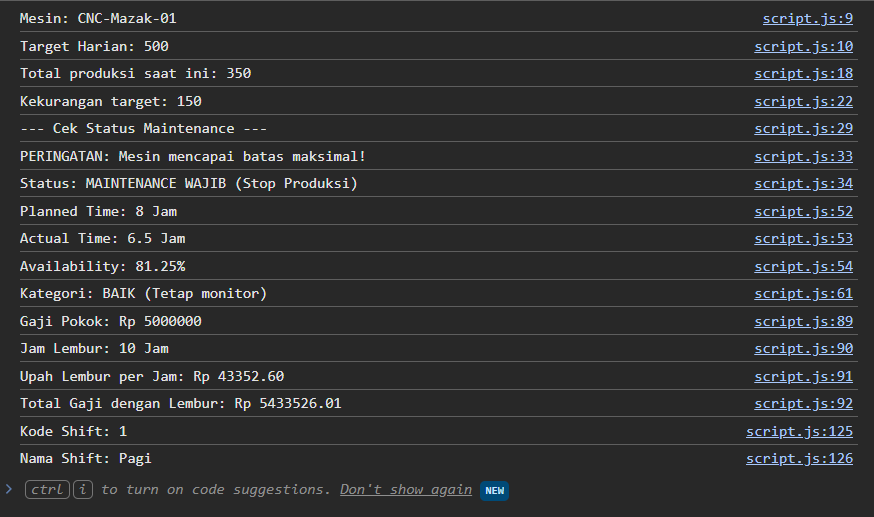 Mesin: CNC-Mazak-01 script.js:9
Target Harian: 500 script.js:10
Total produksi saat ini: 350 script.js:18
Kekurangan target: 150 script.js:22
--- Cek Status Maintenance --- script.js:29
PERINGATAN: Mesin mencapai batas maksimal! script.js:33
Status: MAINTENANCE WAJIB (Stop Produksi) script.js:34
Planned Time: 8 Jam script.js:52
Actual Time: 6.5 Jam script.js:53
Availability: 81.25% script.js:54
Kategori: BAIK (Tetap monitor) script.js:61
Gaji Pokok: Rp 5000000 script.js:89
Jam Lembur: 10 Jam script.js:90
Upah Lembur per Jam: Rp 43352.60 script.js:91
Total Gaji dengan Lembur: Rp 5433526.01 script.js:92
Kode Shift: 1 script.js:125
Nama Shift: Pagi script.js:126
> ctrl i to turn on code suggestions. Don't show again NEW